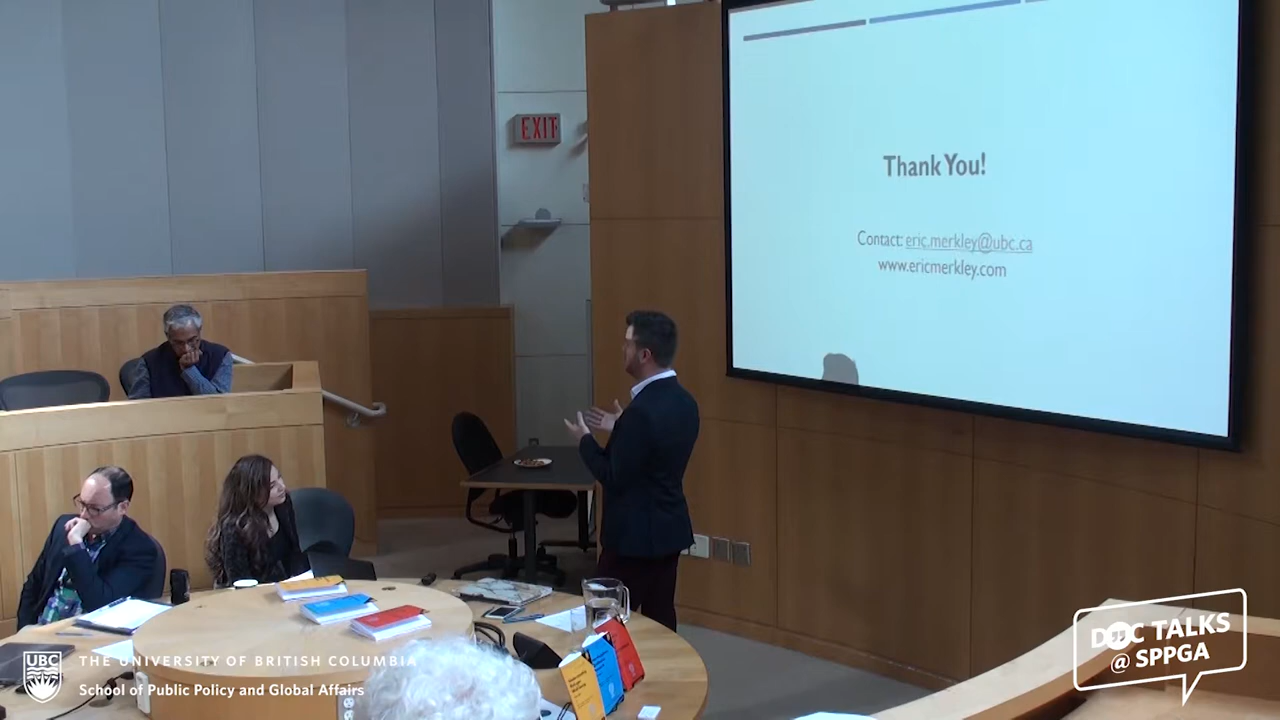 Thank You!
Contact: eric.merkley@ubc.ca
www.ericmerkley.com
EXIT
UBC
THE UNIVERSITY OF BRITISH COLUMBIA
School of Public Policy and Global Affairs
DOC TALKS
@ SPPGA